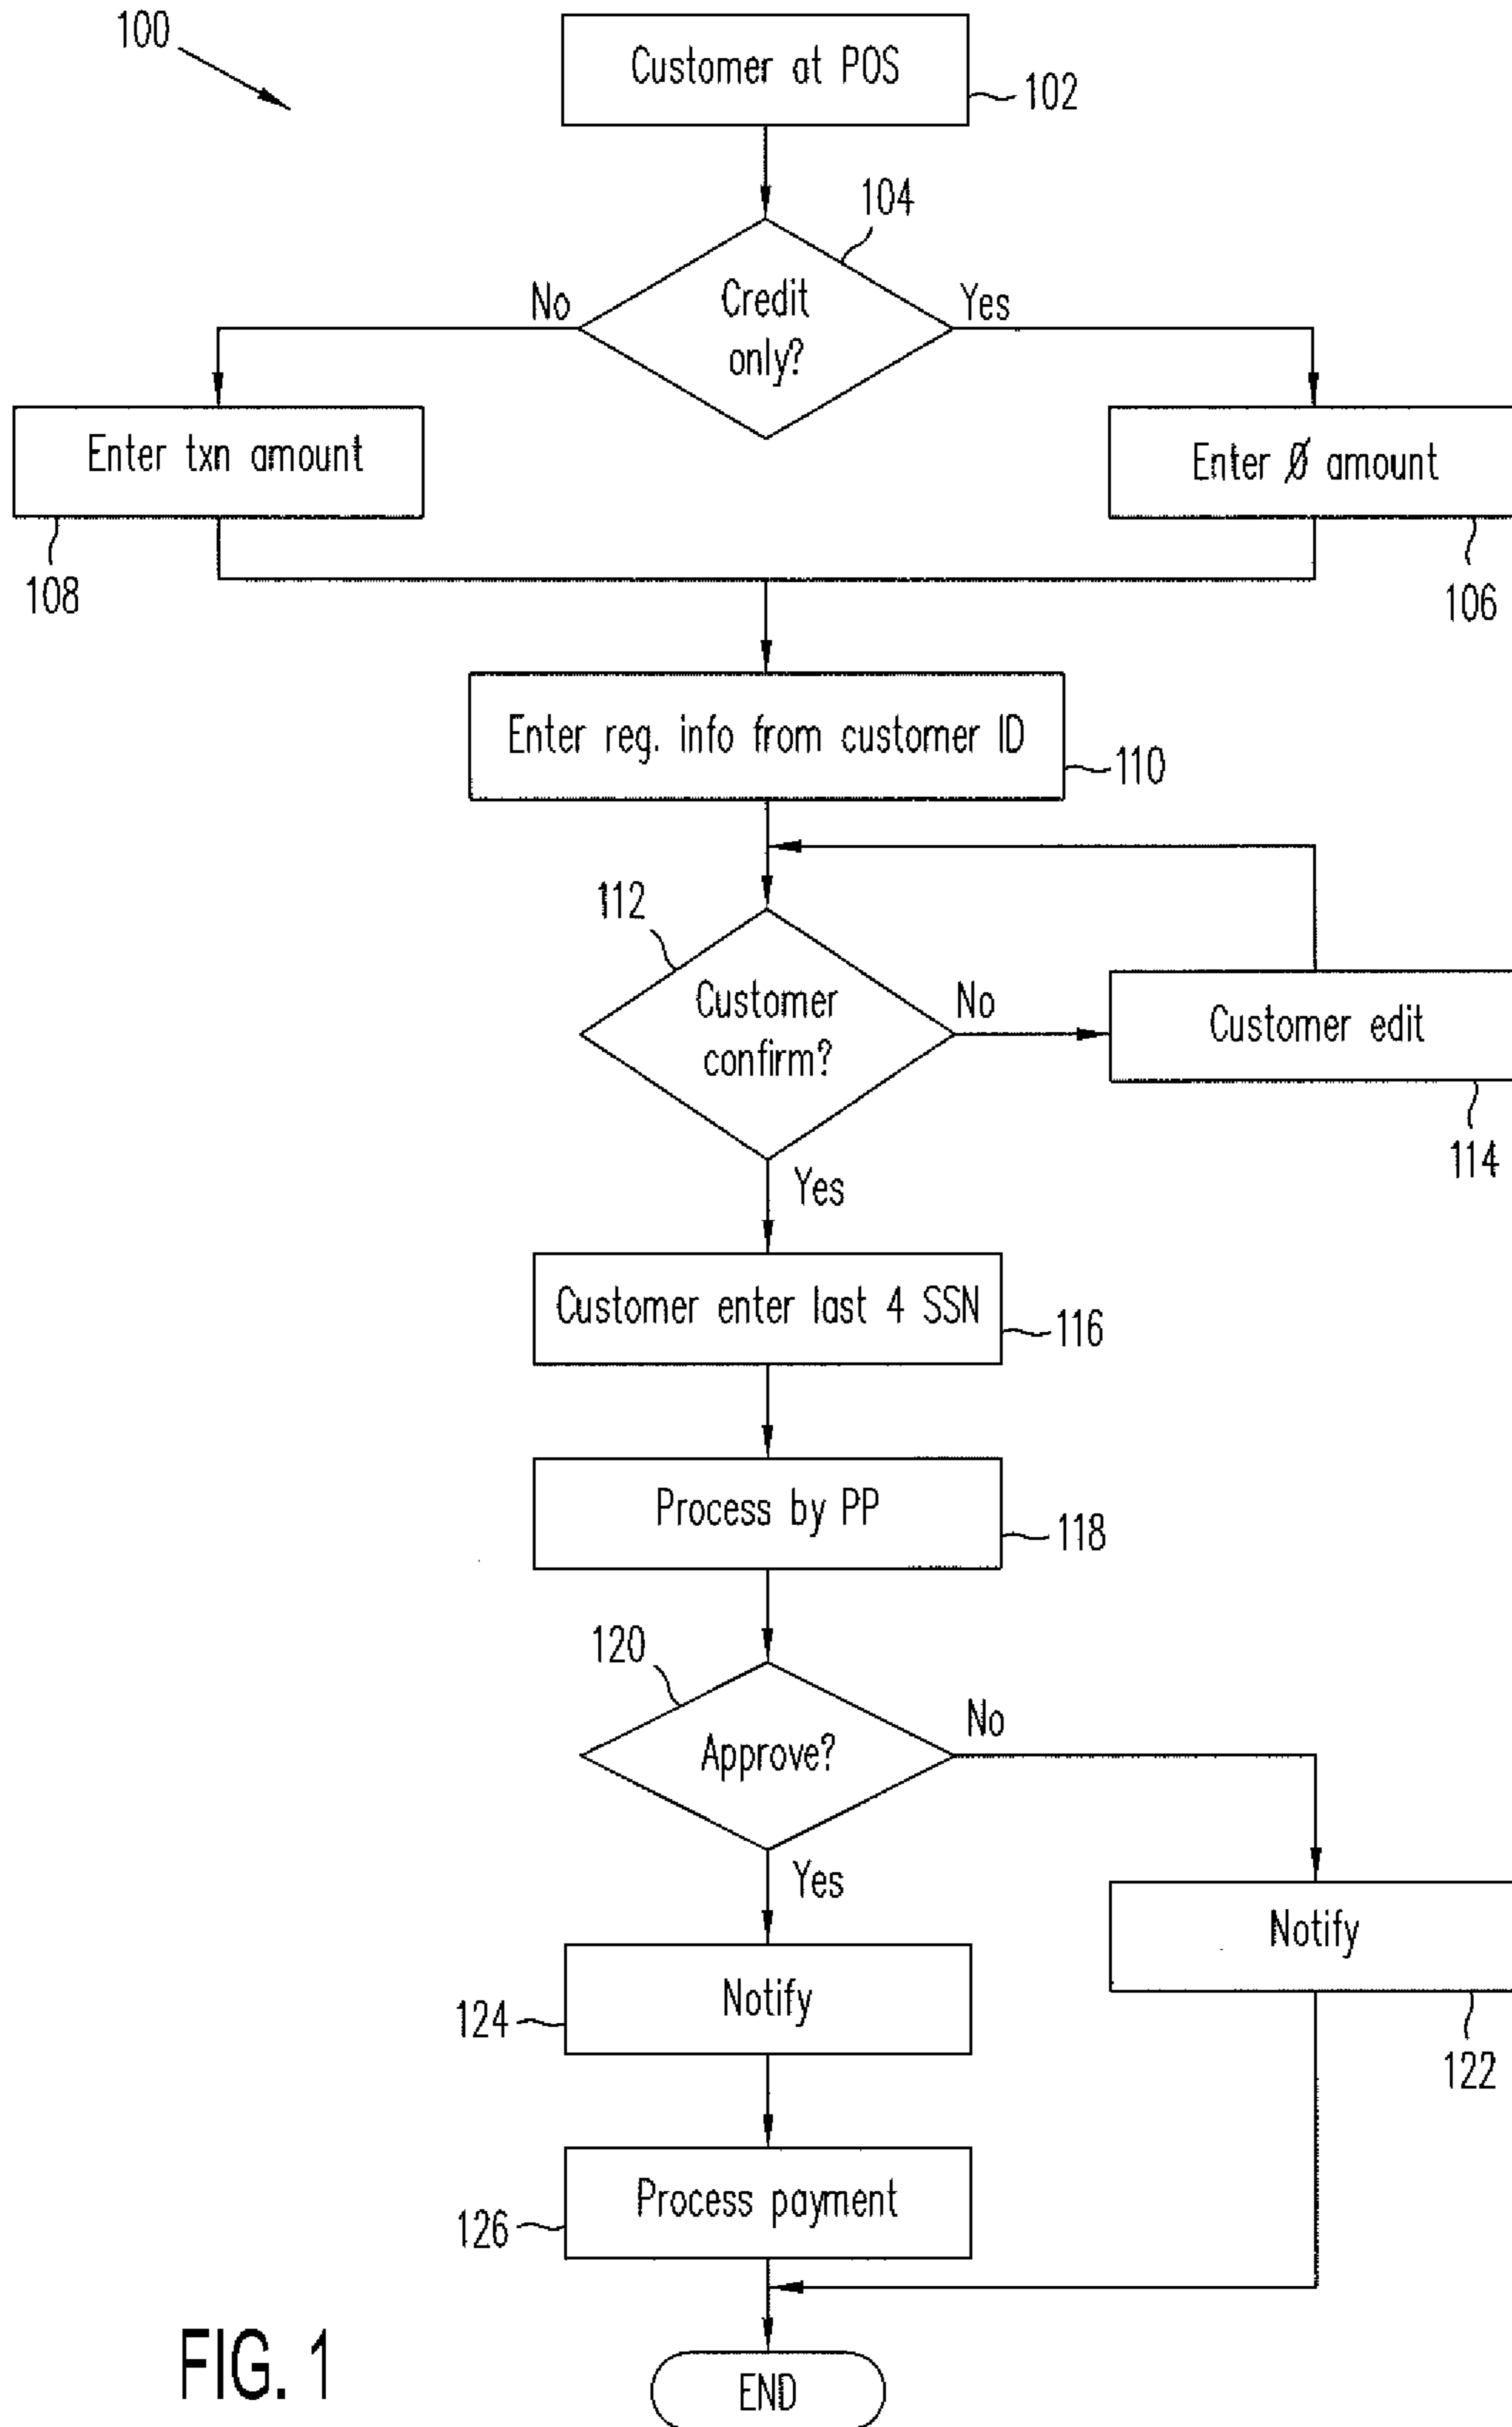 100
Customer at POS
102
104
No
Credit
only?
Yes
Enter txn amount
Enter Ø amount
108
106
Enter reg. info from customer ID
110
112
Customer
confirm?
No
Customer edit
114
Yes
Customer enter last 4 SSN
116
Process by PP
118
120
Approve?
No
Yes
Notify
Notify
124
122
Process payment
126
FIG. 1
END